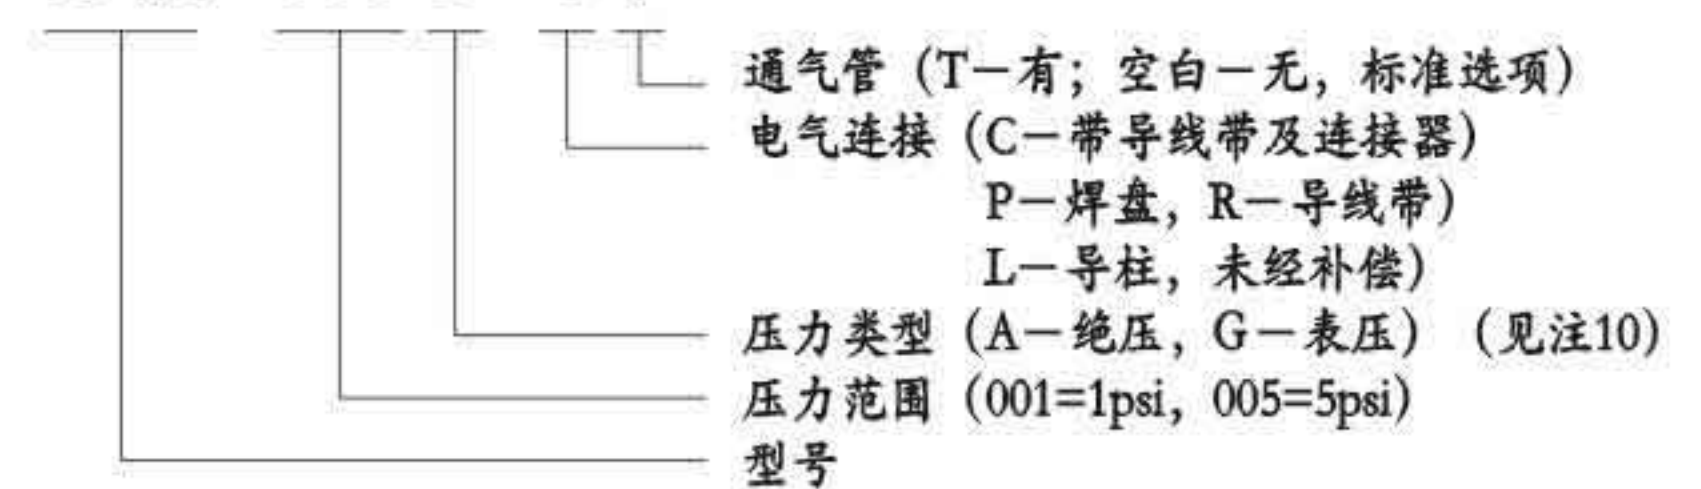 通气管（T－有；空白－无，标准选项）
电气连接（C－带导线带及连接器）
P－焊盘，R－导线带）
L－导柱，未经补偿）
压力类型（A－绝压，G－表压）（见注10）
压力范围（001=1psi，005=5psi）
型号